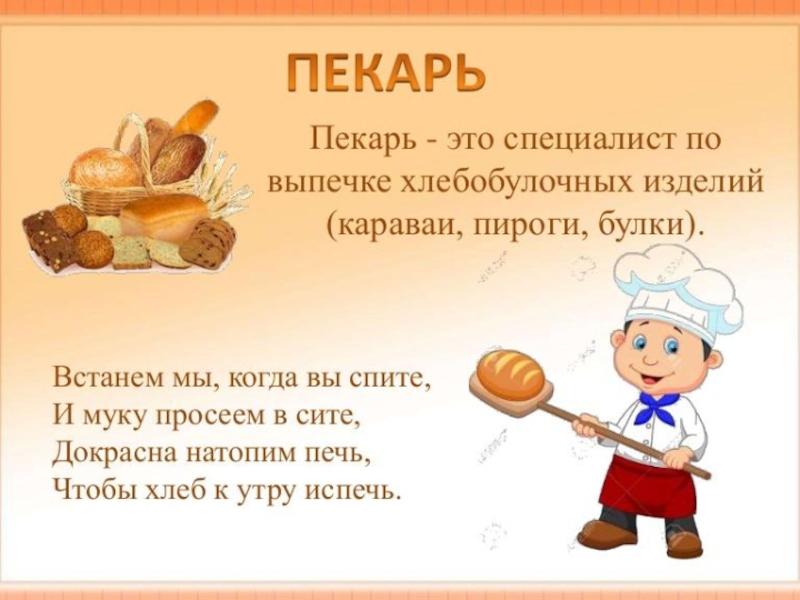 ПЕКАРЬ
Пекарь - это специалист по
выпечке хлебобулочных изделий
(караваи, пироги, булки).
Встанем мы, когда вы спите,
И муку просеем в сите,
Докрасна натопим печь,
Чтобы хлеб к утру испечь.